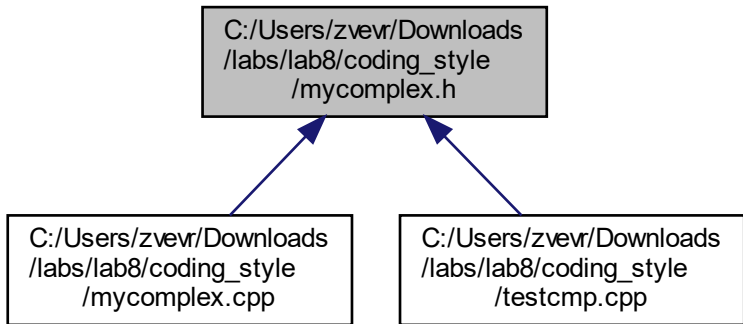 C:/Users/zvevr/Downloads
/labs/lab8/coding_style
/mycomplex.h
C:/Users/zvevr/Downloads
/labs/lab8/coding_style
/mycomplex.cpp
C:/Users/zvevr/Downloads
/labs/lab8/coding_style
/testcmp.cpp